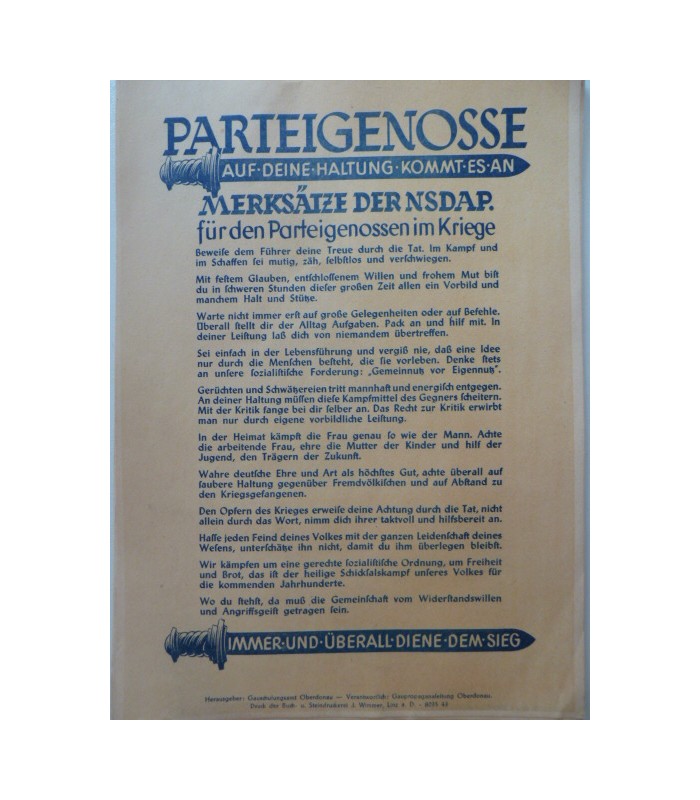 PARTEIGENOSSE
AUF·DEINE·HALTUNG·KOMMT·ES·AN
MERKSÄTZE DER NSDAP.
für den Parteigenossen im Kriege
Beweiſe dem Führer deine Treue durch die Tat. Im Kampf und
im Schaffen ſei mutig, zäh, ſelbſtlos und verſchwiegen.
Mit feſtem Glauben, entſchloſſenem Willen und frohem Mut biſt
du in ſchweren Stunden dieſer großen Zeit allen ein Vorbild und
manchem Halt und Stütze.
Warte nicht immer erſt auf große Gelegenheiten oder auf Befehle.
Überall ſtellt dir der Alltag Aufgaben. Pack an und hilf mit. In
deiner Leiſtung laß dich von niemandem übertreffen.
Sei einfach in der Lebensführung und vergiß nie, daß eine Idee
nur durch die Menſchen beſteht, die ſie vorleben. Denke ſtets
an unſere ſozialiſtiſche Forderung: „Gemeinnutz vor Eigennutz“.
Gerüchten und Schwätzereien tritt mannhaft und energiſch entgegen.
An deiner Haltung müſſen dieſe Kampfmittel des Gegners ſcheitern.
Mit der Kritik fange bei dir ſelber an. Das Recht zur Kritik erwirbt
man nur durch eigene vorbildliche Leiſtung.
In der Heimat kämpft die Frau genau ſo wie der Mann. Achte
die arbeitende Frau, ehre die Mutter der Kinder und hilf der
Jugend, den Trägern der Zukunft.
Wahre deutſche Ehre und Art als höchſtes Gut, achte überall auf
ſaubere Haltung gegenüber Fremdvölkiſchen und auf Abſtand zu
den Kriegsgefangenen.
Den Opfern des Krieges erweiſe deine Achtung durch die Tat, nicht
allein durch das Wort, nimm dich ihrer taktvoll und hilfsbereit an.
Haſſe jeden Feind deines Volkes mit der ganzen Leidenſchaft deines
Weſens, unterſchätze ihn nicht, damit du ihm überlegen bleibſt.
Wir kämpfen um eine gerechte ſozialiſtiſche Ordnung, um Freiheit
und Brot, das iſt der heilige Schickſalskampf unſeres Volkes für
die kommenden Jahrhunderte.
Wo du ſtehſt, da muß die Gemeinſchaft vom Widerſtandswillen
und Angriffsgeiſt getragen ſein.
IMMER·UND·ÜBERALL·DIENE·DEM·SIEG
Herausgeber: Gauschulungsamt Oberdonau — Verantwortlich: Gaupropagandaleitung Oberdonau.
Druck der Buch- u. Steindruckerei J. Wimmer, Linz a. D. -